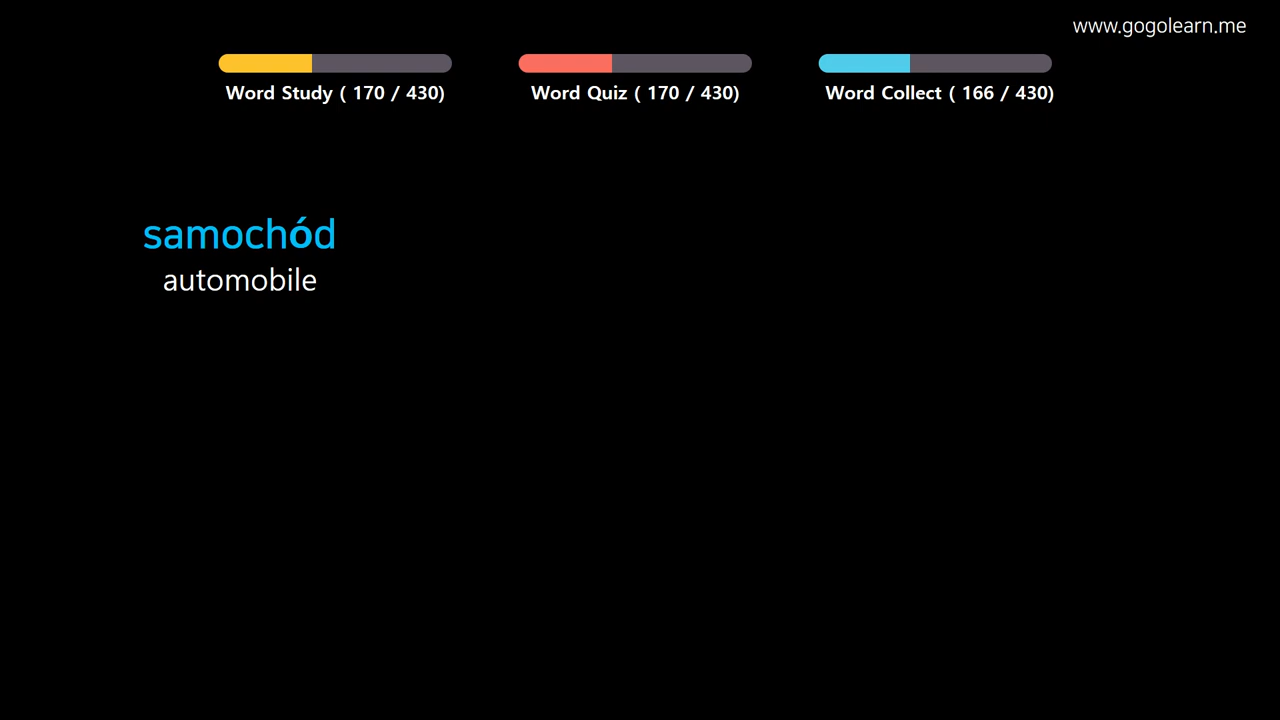 www.gogolearn.me
Word Study ( 170 / 430)
Word Quiz ( 170 / 430)
Word Collect ( 166 / 430)
samochód
automobile